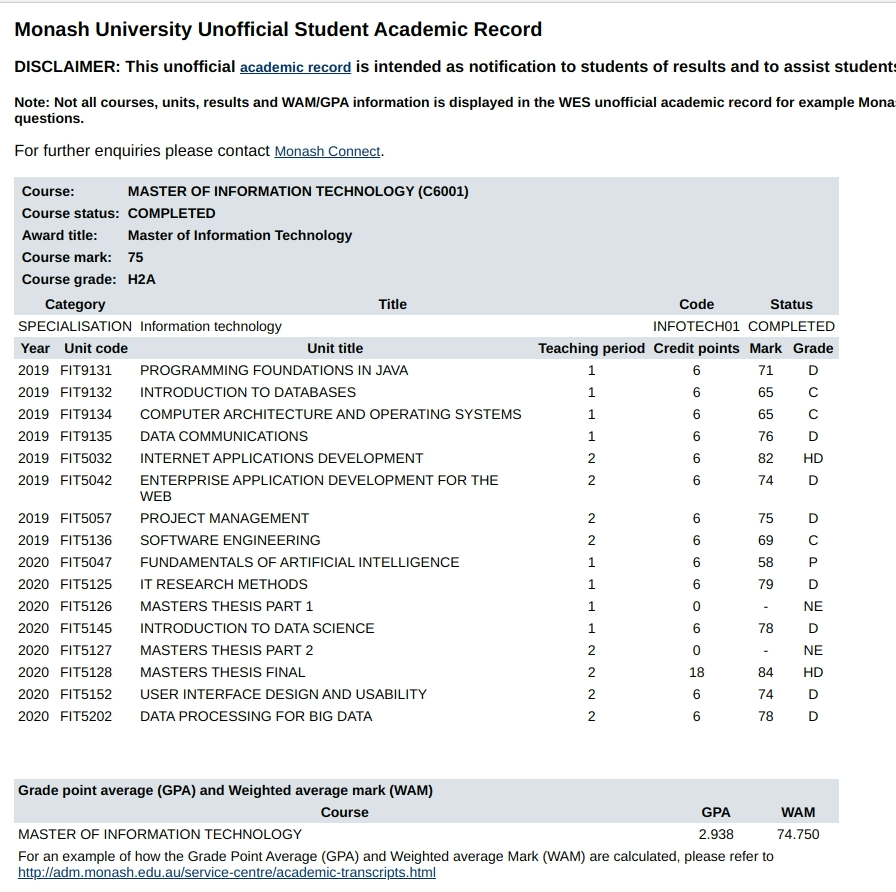 Monash University Unofficial Student Academic Record
DISCLAIMER: This unofficial academic record is intended as notification to students of results and to assist students
Note: Not all courses, units, results and WAM/GPA information is displayed in the WES unofficial academic record for example Monas
questions.
For further enquiries please contact Monash Connect.
Course: MASTER OF INFORMATION TECHNOLOGY (C6001)
Course status: COMPLETED
Award title: Master of Information Technology
Course mark: 75
Course grade: H2A
Category Title Code Status
SPECIALISATION Information technology INFOTECH01 COMPLETED
Year Unit code Unit title Teaching period Credit points Mark Grade
2019 FIT9131 PROGRAMMING FOUNDATIONS IN JAVA 1 6 71 D
2019 FIT9132 INTRODUCTION TO DATABASES 1 6 65 C
2019 FIT9134 COMPUTER ARCHITECTURE AND OPERATING SYSTEMS 1 6 65 C
2019 FIT9135 DATA COMMUNICATIONS 1 6 76 D
2019 FIT5032 INTERNET APPLICATIONS DEVELOPMENT 2 6 82 HD
2019 FIT5042 ENTERPRISE APPLICATION DEVELOPMENT FOR THE 2 6 74 D
WEB
2019 FIT5057 PROJECT MANAGEMENT 2 6 75 D
2019 FIT5136 SOFTWARE ENGINEERING 2 6 69 C
2020 FIT5047 FUNDAMENTALS OF ARTIFICIAL INTELLIGENCE 1 6 58 P
2020 FIT5125 IT RESEARCH METHODS 1 6 79 D
2020 FIT5126 MASTERS THESIS PART 1 1 0 - NE
2020 FIT5145 INTRODUCTION TO DATA SCIENCE 1 6 78 D
2020 FIT5127 MASTERS THESIS PART 2 2 0 - NE
2020 FIT5128 MASTERS THESIS FINAL 2 18 84 HD
2020 FIT5152 USER INTERFACE DESIGN AND USABILITY 2 6 74 D
2020 FIT5202 DATA PROCESSING FOR BIG DATA 2 6 78 D
Grade point average (GPA) and Weighted average mark (WAM)
Course GPA WAM
MASTER OF INFORMATION TECHNOLOGY 2.938 74.750
For an example of how the Grade Point Average (GPA) and Weighted average Mark (WAM) are calculated, please refer to
http://adm.monash.edu.au/service-centre/academic-transcripts.html